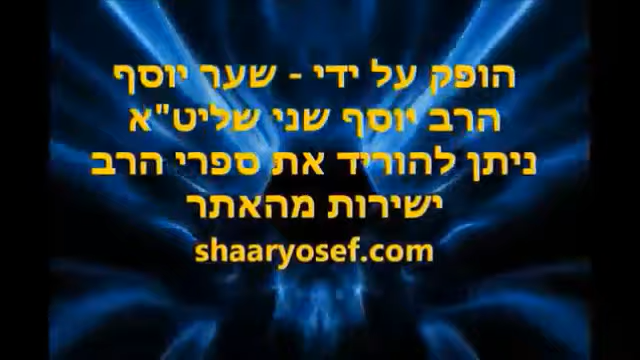 הופק על ידי - שער יוסף
הרב יוסף שני שליט"א
ניתן להוריד את ספרי הרב
ישירות מהאתר
shaaryosef.com